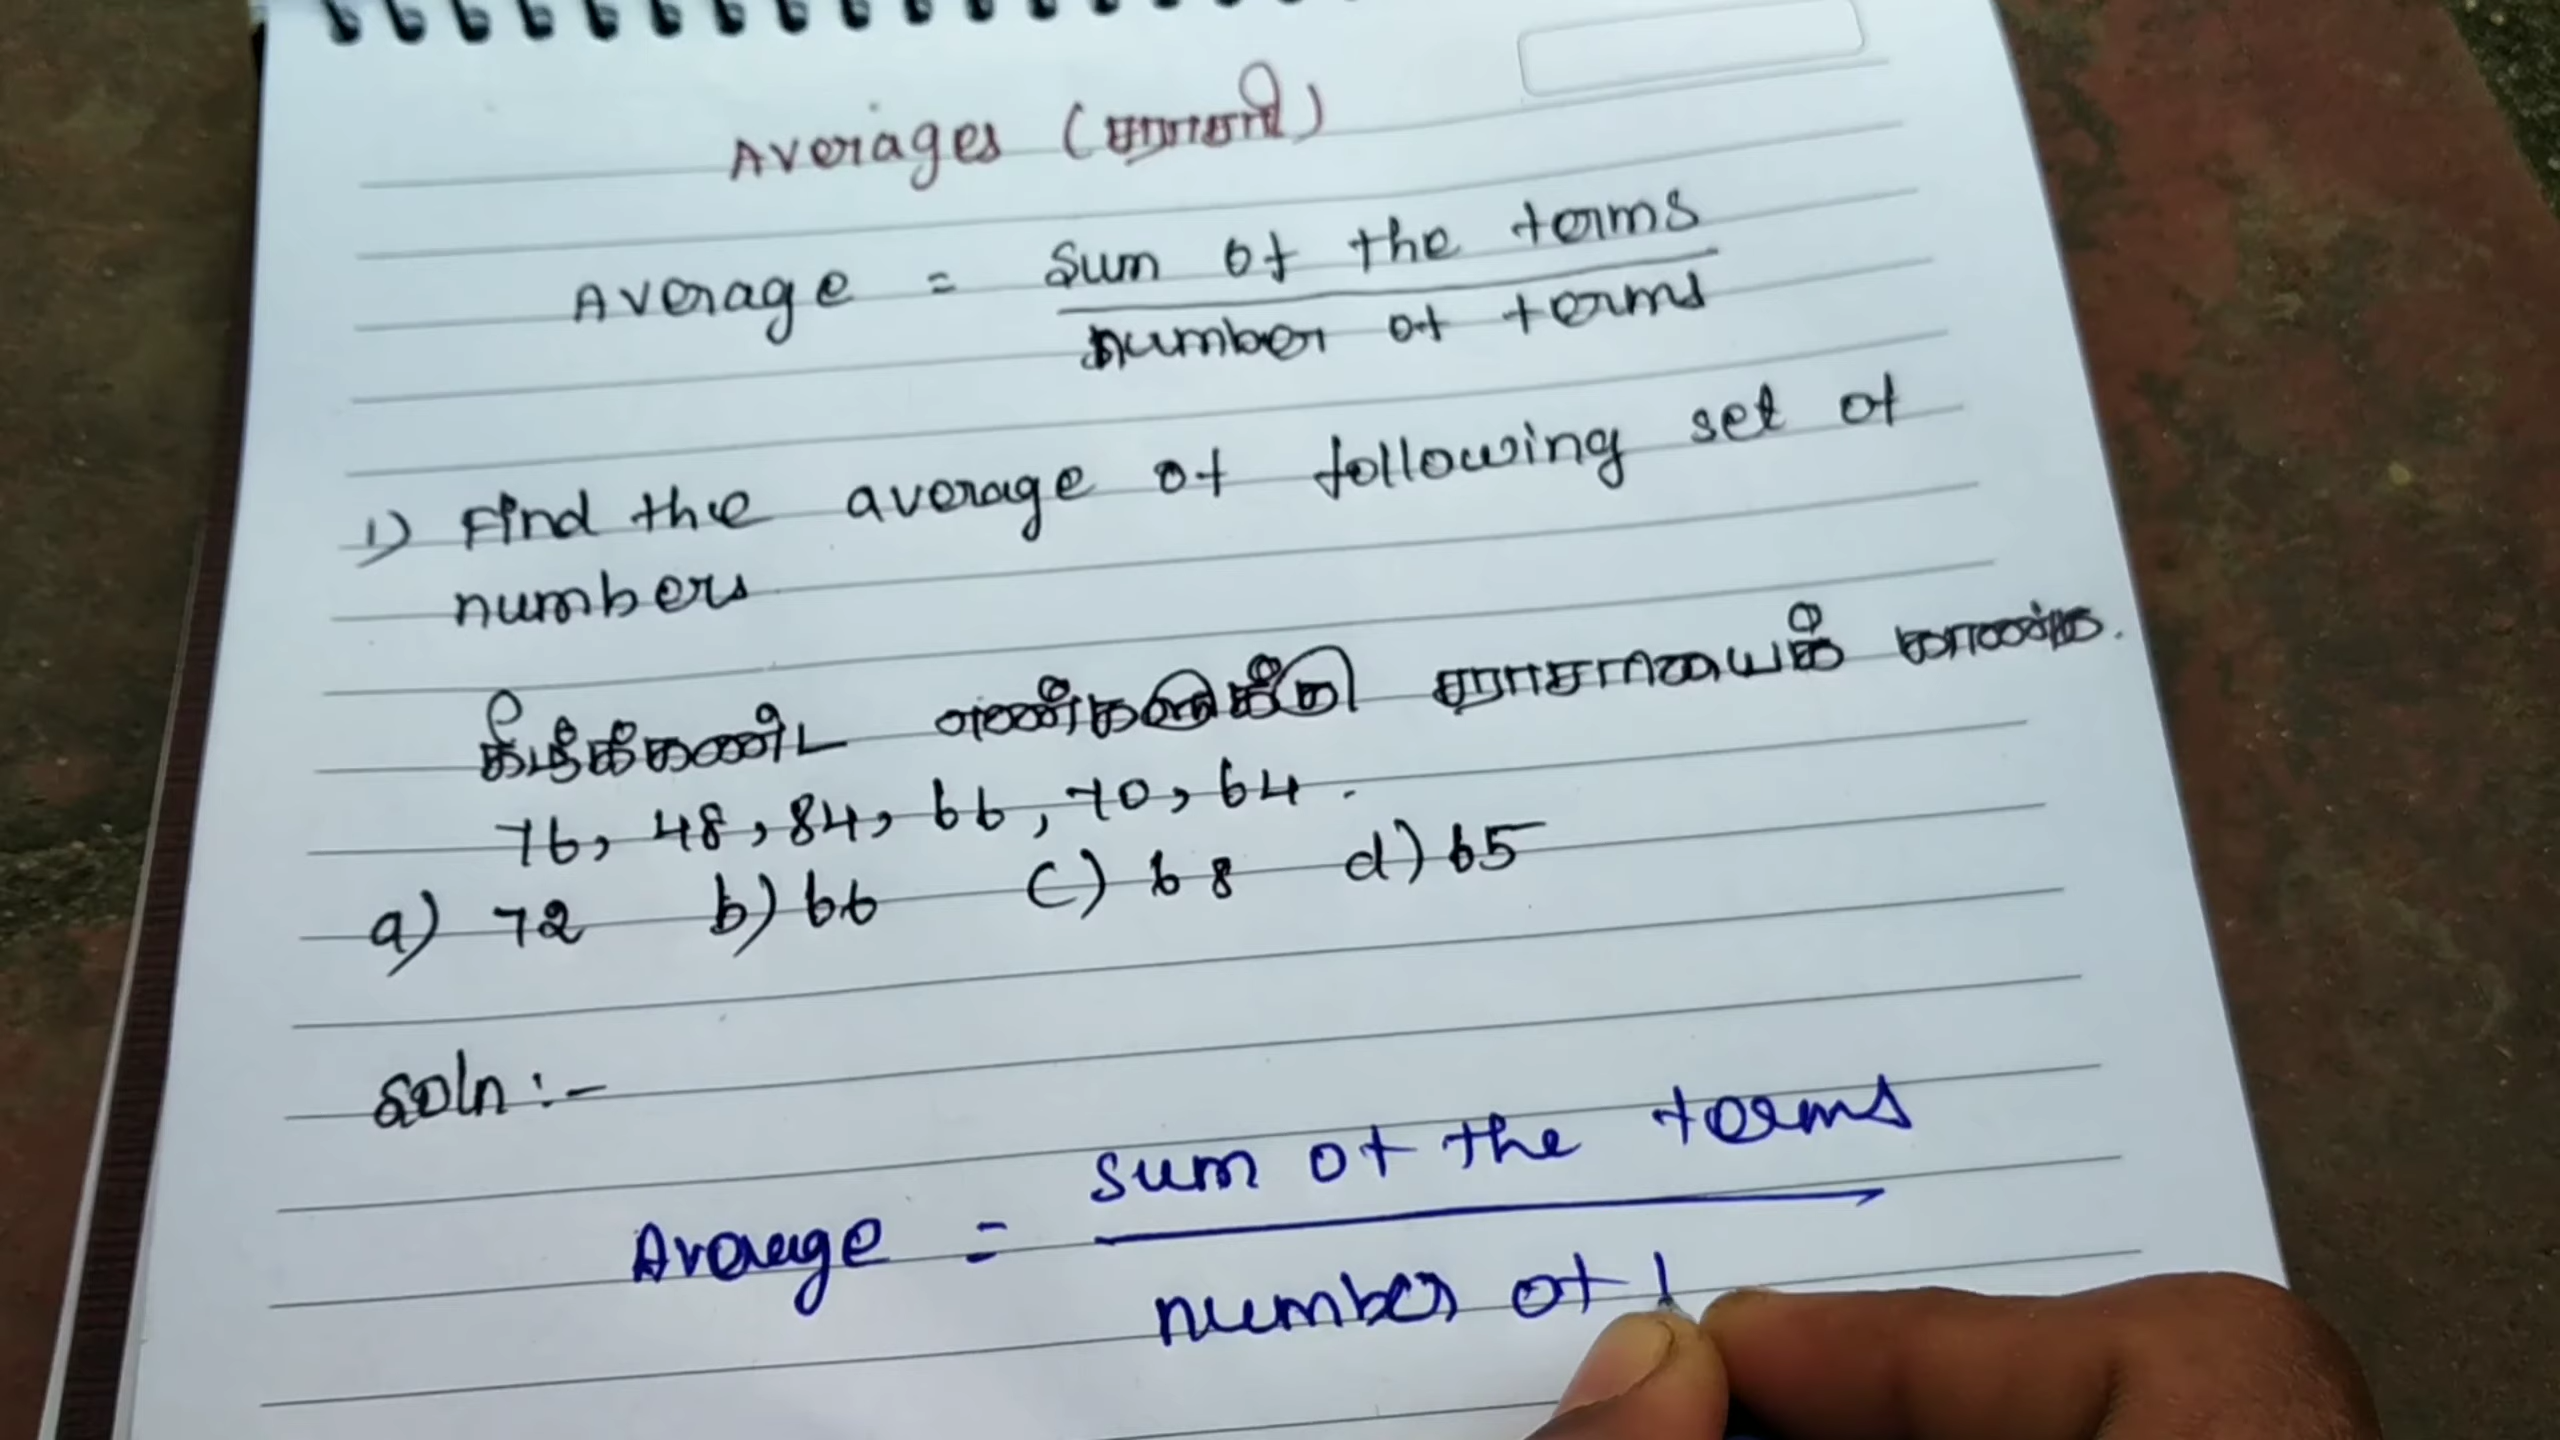 Averages (சராசரி)
Average = Sum of the terms
number of terms
1) Find the average of following set of
numbers
கீழ்க்கண்ட எண்களுக்கு சராசரியைக் காண்க.
76, 48, 84, 66, 70, 64.
a) 72 b) 66 c) 68 d) 65
Soln :-
Average = sum of the terms
number of t